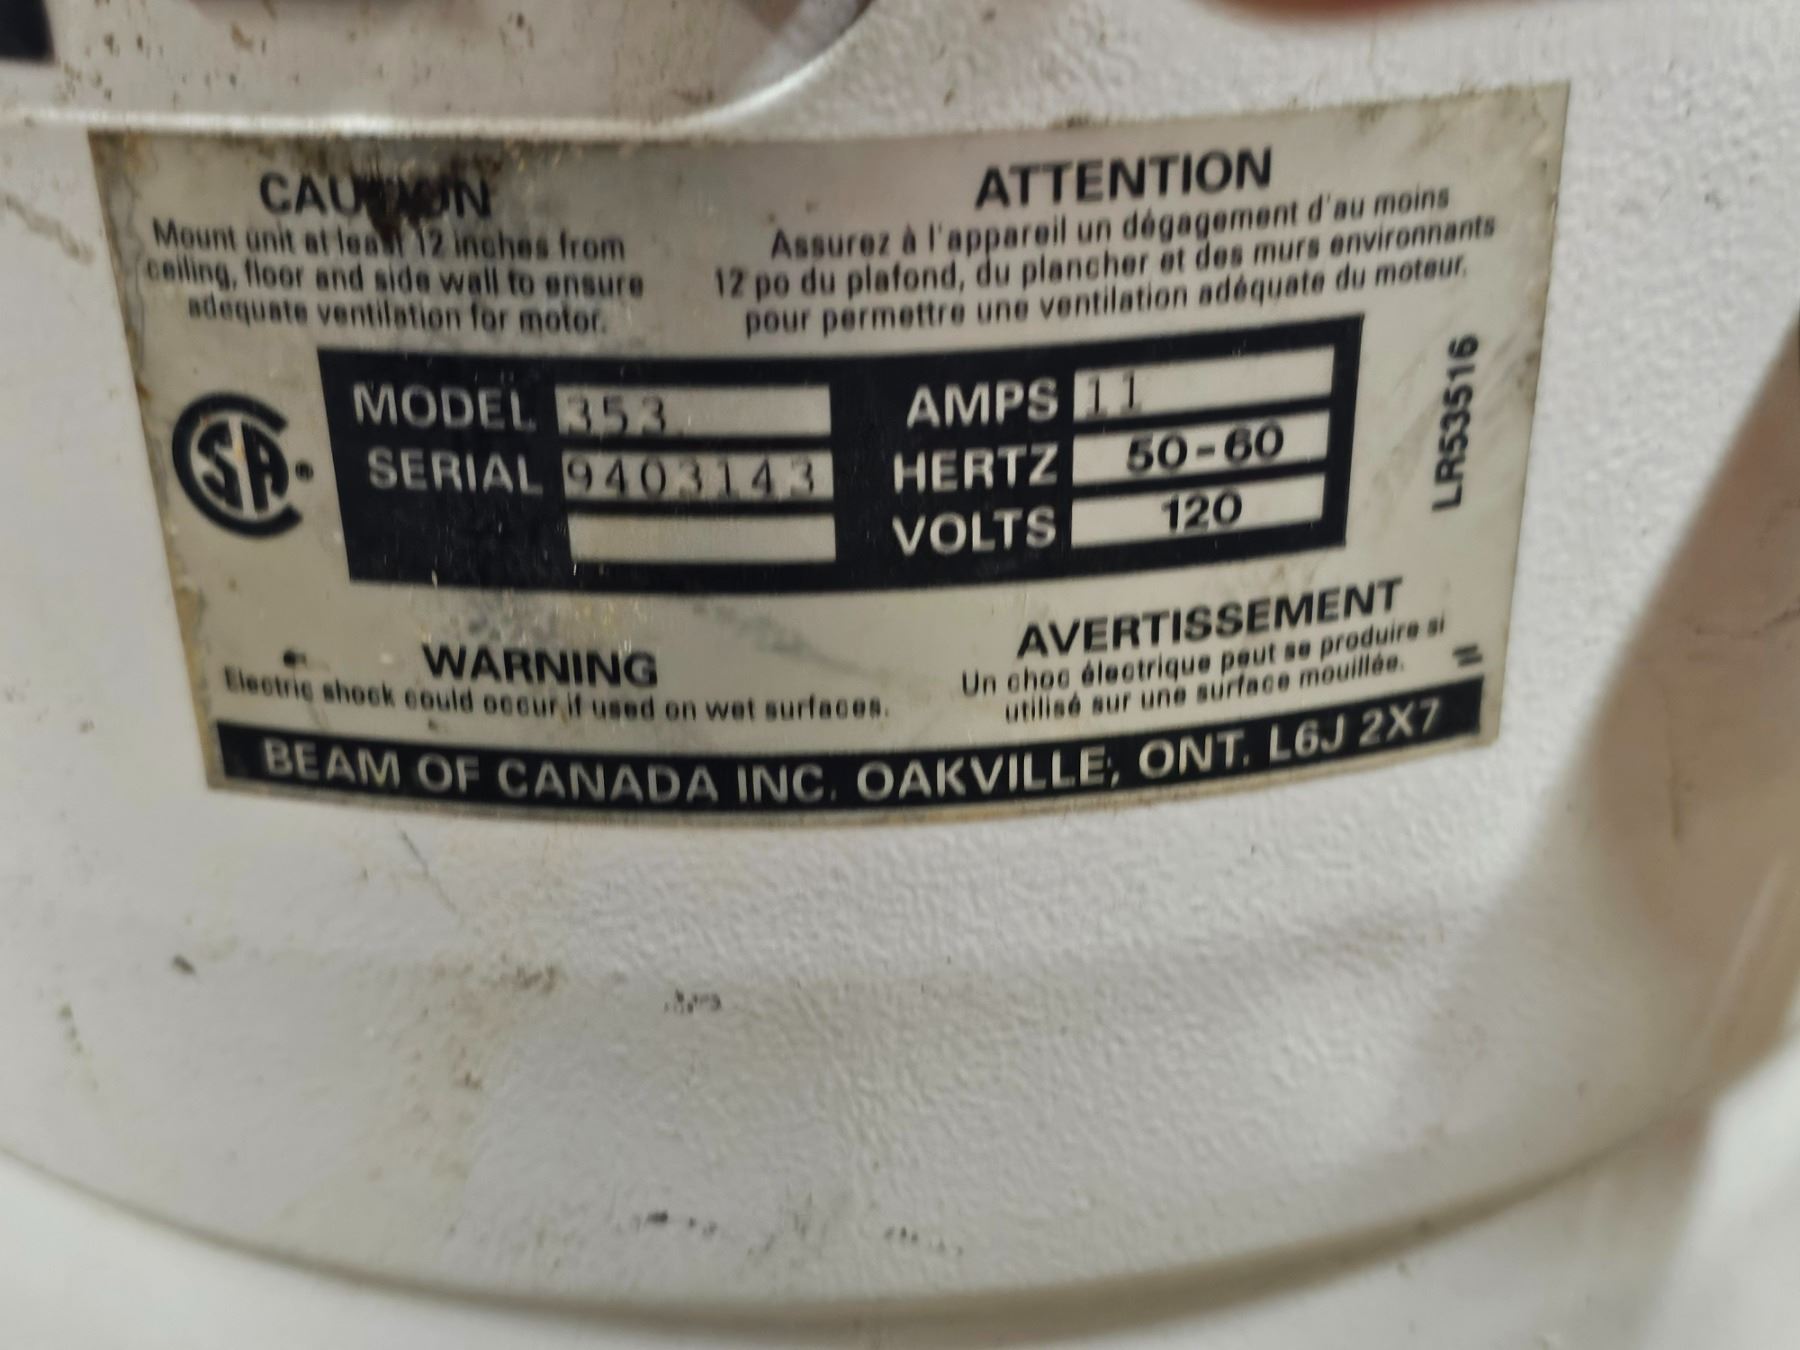 CAUTION
Mount unit at least 12 inches from
ceiling, floor and side wall to ensure
adequate ventilation for motor.
ATTENTION
Assurez à l'appareil un dégagement d'au moins
12 po du plafond, du plancher et des murs environnants
pour permettre une ventilation adéquate du moteur.
CSA ®
MODEL 353
SERIAL 9403143
AMPS 11
HERTZ 50-60
VOLTS 120
LR53516
WARNING
Electric shock could occur if used on wet surfaces.
AVERTISSEMENT
Un choc électrique peut se produire si
utilisé sur une surface mouillée.
BEAM OF CANADA INC. OAKVILLE, ONT. L6J 2X7